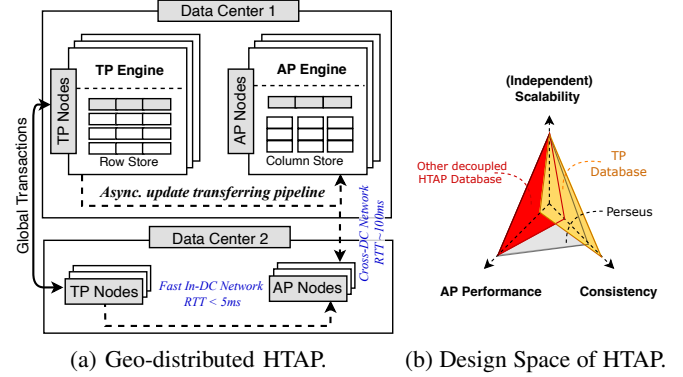 Data Center 1
TP Engine
TP Nodes
Row Store
AP Engine
AP Nodes
Column Store
Async. update transferring pipeline
Global Transactions
Cross-DC Network
RTT ~100ms
Data Center 2
TP Nodes
Fast In-DC Network
RTT < 5ms
AP Nodes
(a) Geo-distributed HTAP.
(Independent)
Scalability
Other decoupled
HTAP Database
TP
Database
Perseus
AP Performance
Consistency
(b) Design Space of HTAP.